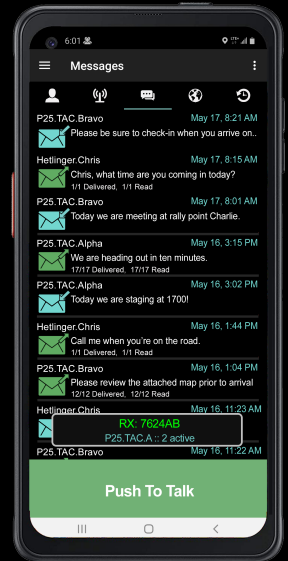 6:01
Messages
P25.TAC.Bravo May 17, 8:21 AM
Please be sure to check-in when you arrive on..
Hetlinger.Chris May 17, 8:15 AM
Chris, what time are you coming in today?
1/1 Delivered, 1/1 Read
P25.TAC.Bravo May 17, 8:01 AM
Today we are meeting at rally point Charlie.
P25.TAC.Alpha May 16, 3:15 PM
We are heading out in ten minutes.
17/17 Delivered, 17/17 Read
P25.TAC.Alpha May 16, 3:02 PM
Today we are staging at 1700!
Hetlinger.Chris May 16, 1:44 PM
Call me when you're on the road.
1/1 Delivered, 1/1 Read
P25.TAC.Bravo May 16, 1:04 PM
Please review the attached map prior to arrival
12/12 Delivered, 12/12 Read
Hetlinger.Chris May 16, 11:23 AM
RX: 7624AB
P25.TAC.A :: 2 active
P25.TAC.Bravo May 16, 11:22 AM
Push To Talk